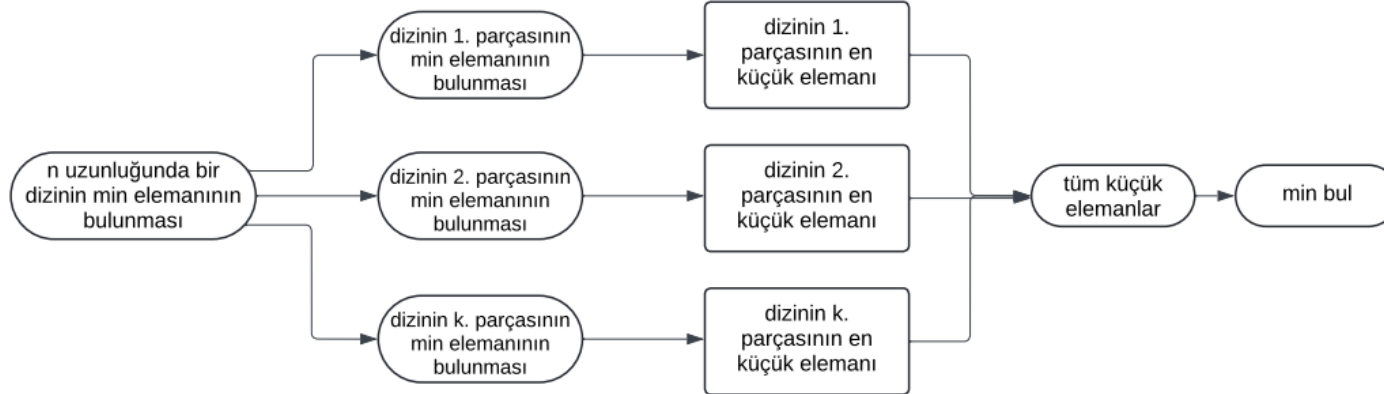 n uzunluğunda bir
dizinin min elemanının
bulunması
dizinin 1. parçasının
min elemanının
bulunması
dizinin 1.
parçasının en
küçük elemanı
dizinin 2. parçasının
min elemanının
bulunması
dizinin 2.
parçasının en
küçük elemanı
dizinin k. parçasının
min elemanının
bulunması
dizinin k.
parçasının en
küçük elemanı
tüm küçük
elemanlar
min bul